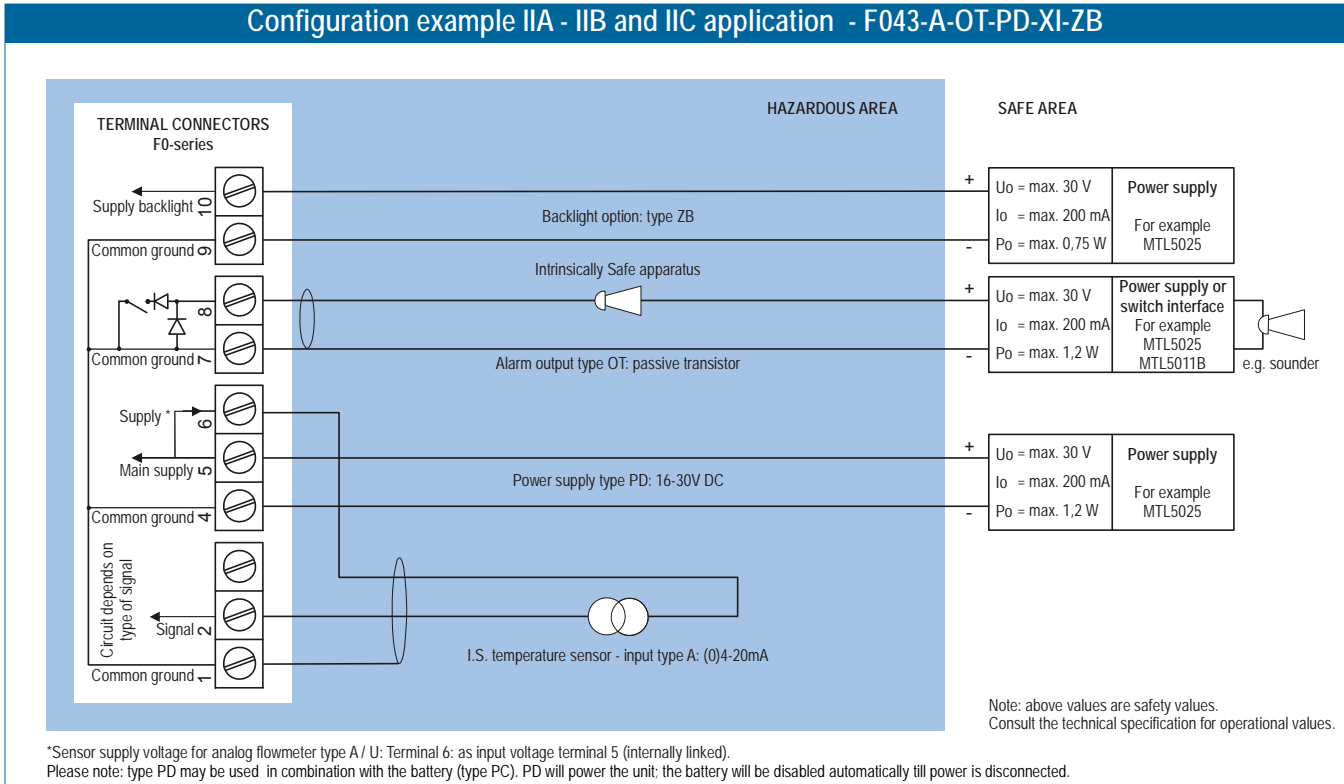 Configuration example IIA - IIB and IIC application - F043-A-OT-PD-XI-ZB
HAZARDOUS AREA
SAFE AREA
TERMINAL CONNECTORS
F0-series
Supply backlight
10
Backlight option: type ZB
Common ground
9
+
-
Uo = max. 30 V
Io = max. 200 mA
Po = max. 0,75 W
Power supply
For example
MTL5025
Intrinsically Safe apparatus
8
Common ground
7
Alarm output type OT: passive transistor
+
-
Uo = max. 30 V
Io = max. 200 mA
Po = max. 1,2 W
Power supply or
switch interface
For example
MTL5025
MTL5011B
e.g. sounder
Supply *
6
Main supply
5
Power supply type PD: 16-30V DC
Common ground
4
+
-
Uo = max. 30 V
Io = max. 200 mA
Po = max. 1,2 W
Power supply
For example
MTL5025
Circuit depends on
type of signal
Signal
2
I.S. temperature sensor - input type A: (0)4-20mA
Common ground
1
Note: above values are safety values.
Consult the technical specification for operational values.
*Sensor supply voltage for analog flowmeter type A / U: Terminal 6: as input voltage terminal 5 (internally linked).
Please note: type PD may be used in combination with the battery (type PC). PD will power the unit; the battery will be disabled automatically till power is disconnected.